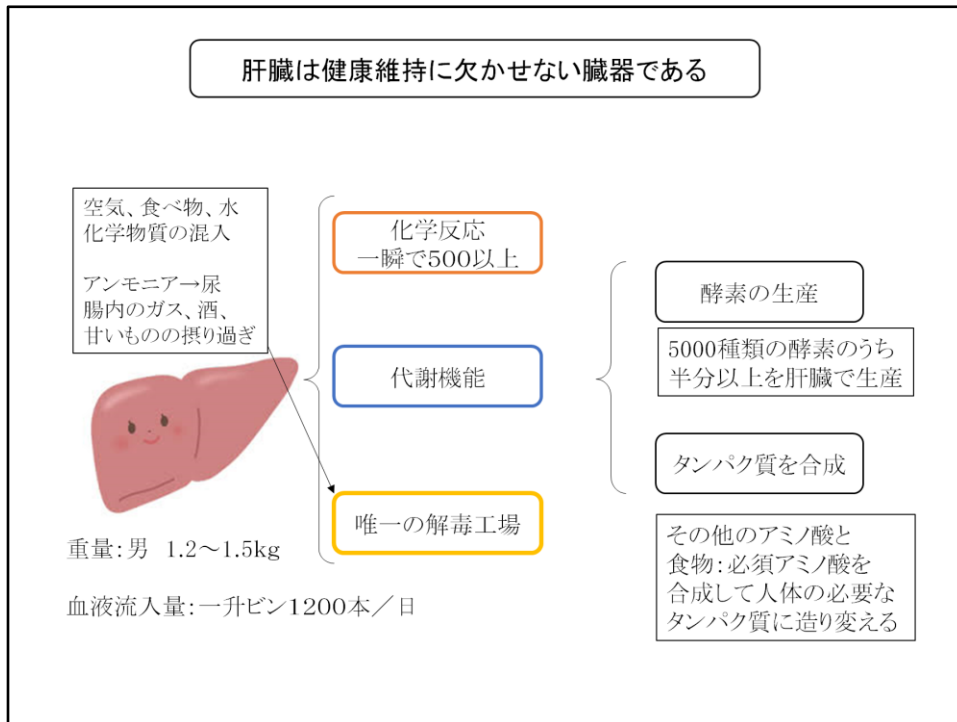 肝臓は健康維持に欠かせない臓器である
空気、食べ物、水
化学物質の混入
アンモニア→尿
腸内のガス、酒、
甘いものの摂り過ぎ
重量：男 1.2～1.5kg
血液流入量：一升ビン1200本／日
化学反応
一瞬で500以上
代謝機能
唯一の解毒工場
酵素の生産
5000種類の酵素のうち
半分以上を肝臓で生産
タンパク質を合成
その他のアミノ酸と
食物：必須アミノ酸を
合成して人体の必要な
タンパク質に造り変える